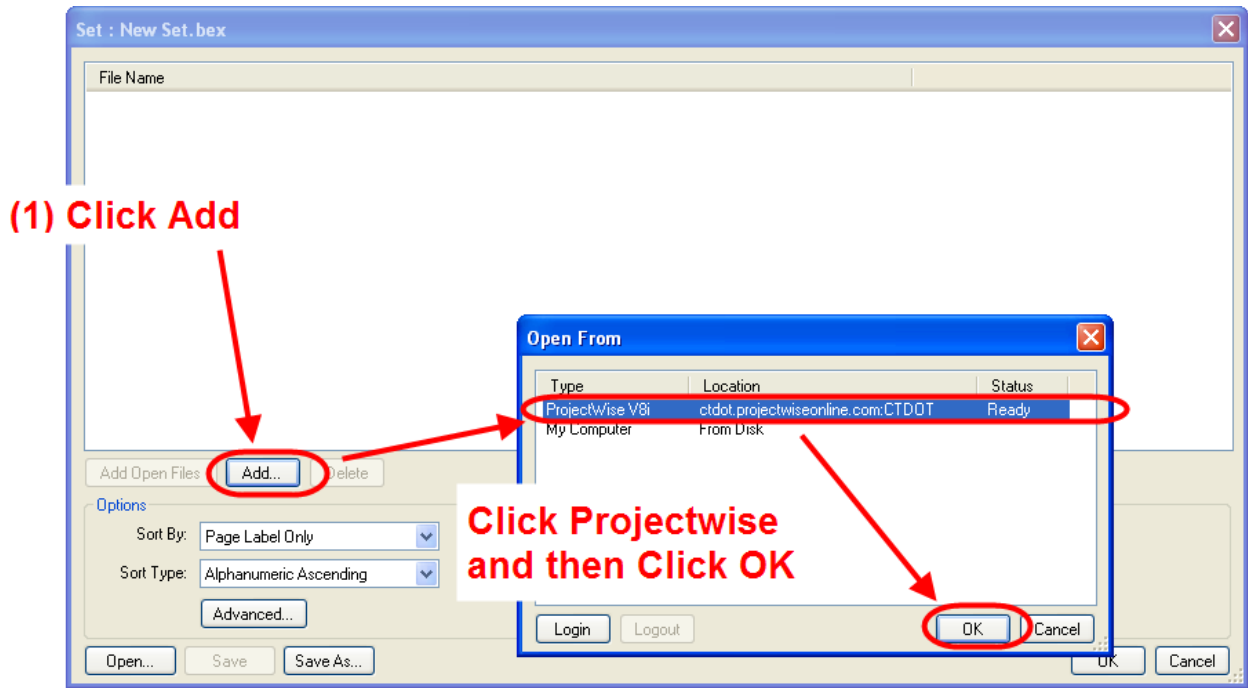 Set : New Set.bex
File Name
(1) Click Add
Open From
Type Location Status
ProjectWise V8i ctdot.projectwiseonline.com:CTDOT Ready
My Computer From Disk
Add Open Files Add... Delete
Options
Sort By: Page Label Only
Sort Type: Alphanumeric Ascending
Advanced...
Click Projectwise
and then Click OK
Login Logout OK Cancel
Open... Save Save As... OK Cancel